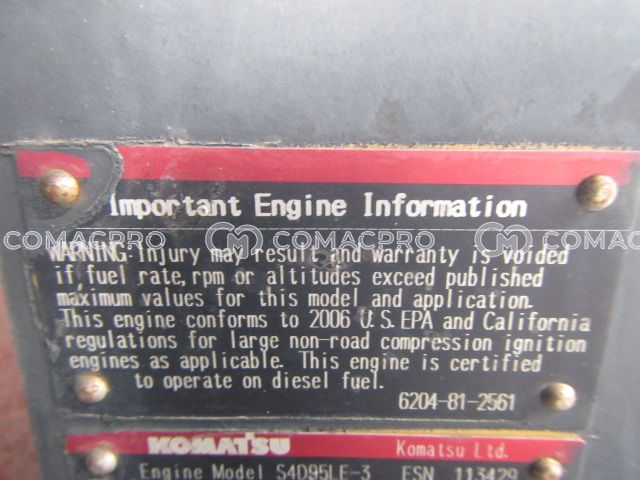 Important Engine Information
COMACPRO COMACPRO COMACPRO
WARNING: Injury may result and warranty is voided
if, fuel rate, rpm or altitudes exceed published
maximum values for this model and application.
This engine conforms to 2006 U.S. EPA and California
regulations for large non-road compression ignition
engines as applicable. This engine is certified
to operate on diesel fuel.
6204-81-2561
KOMATSU Komatsu Ltd.
Engine Model S4D95LE-3 ESN 113429